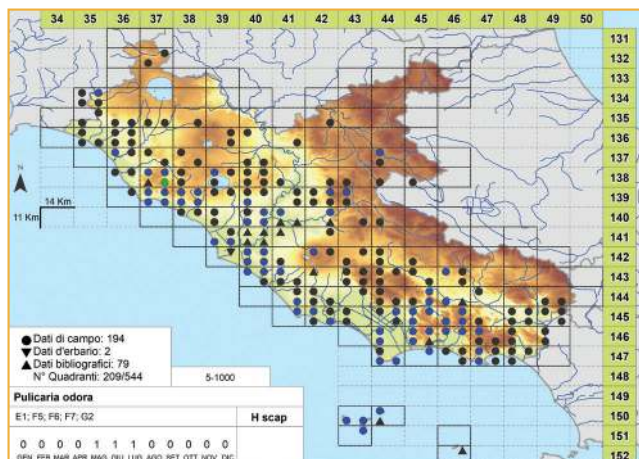 34 35 36 37 38 39 40 41 42 43 44 45 46 47 48 49 50
131
132
133
134
135
136
137
138
139
140
141
142
143
144
145
146
147
148
149
150
151
152
N
14 Km
11 Km
Dati di campo: 194
Dati d'erbario: 2
Dati bibliografici: 79
N° Quadranti: 209/544
5-1000
Pulicaria odora
E1; F5; F6; F7; G2
H scap
0 0 0 0 1 1 1 0 0 0 0 0
GEN FEB MAR APR MAG GIU LUG AGO SET OTT NOV DIC